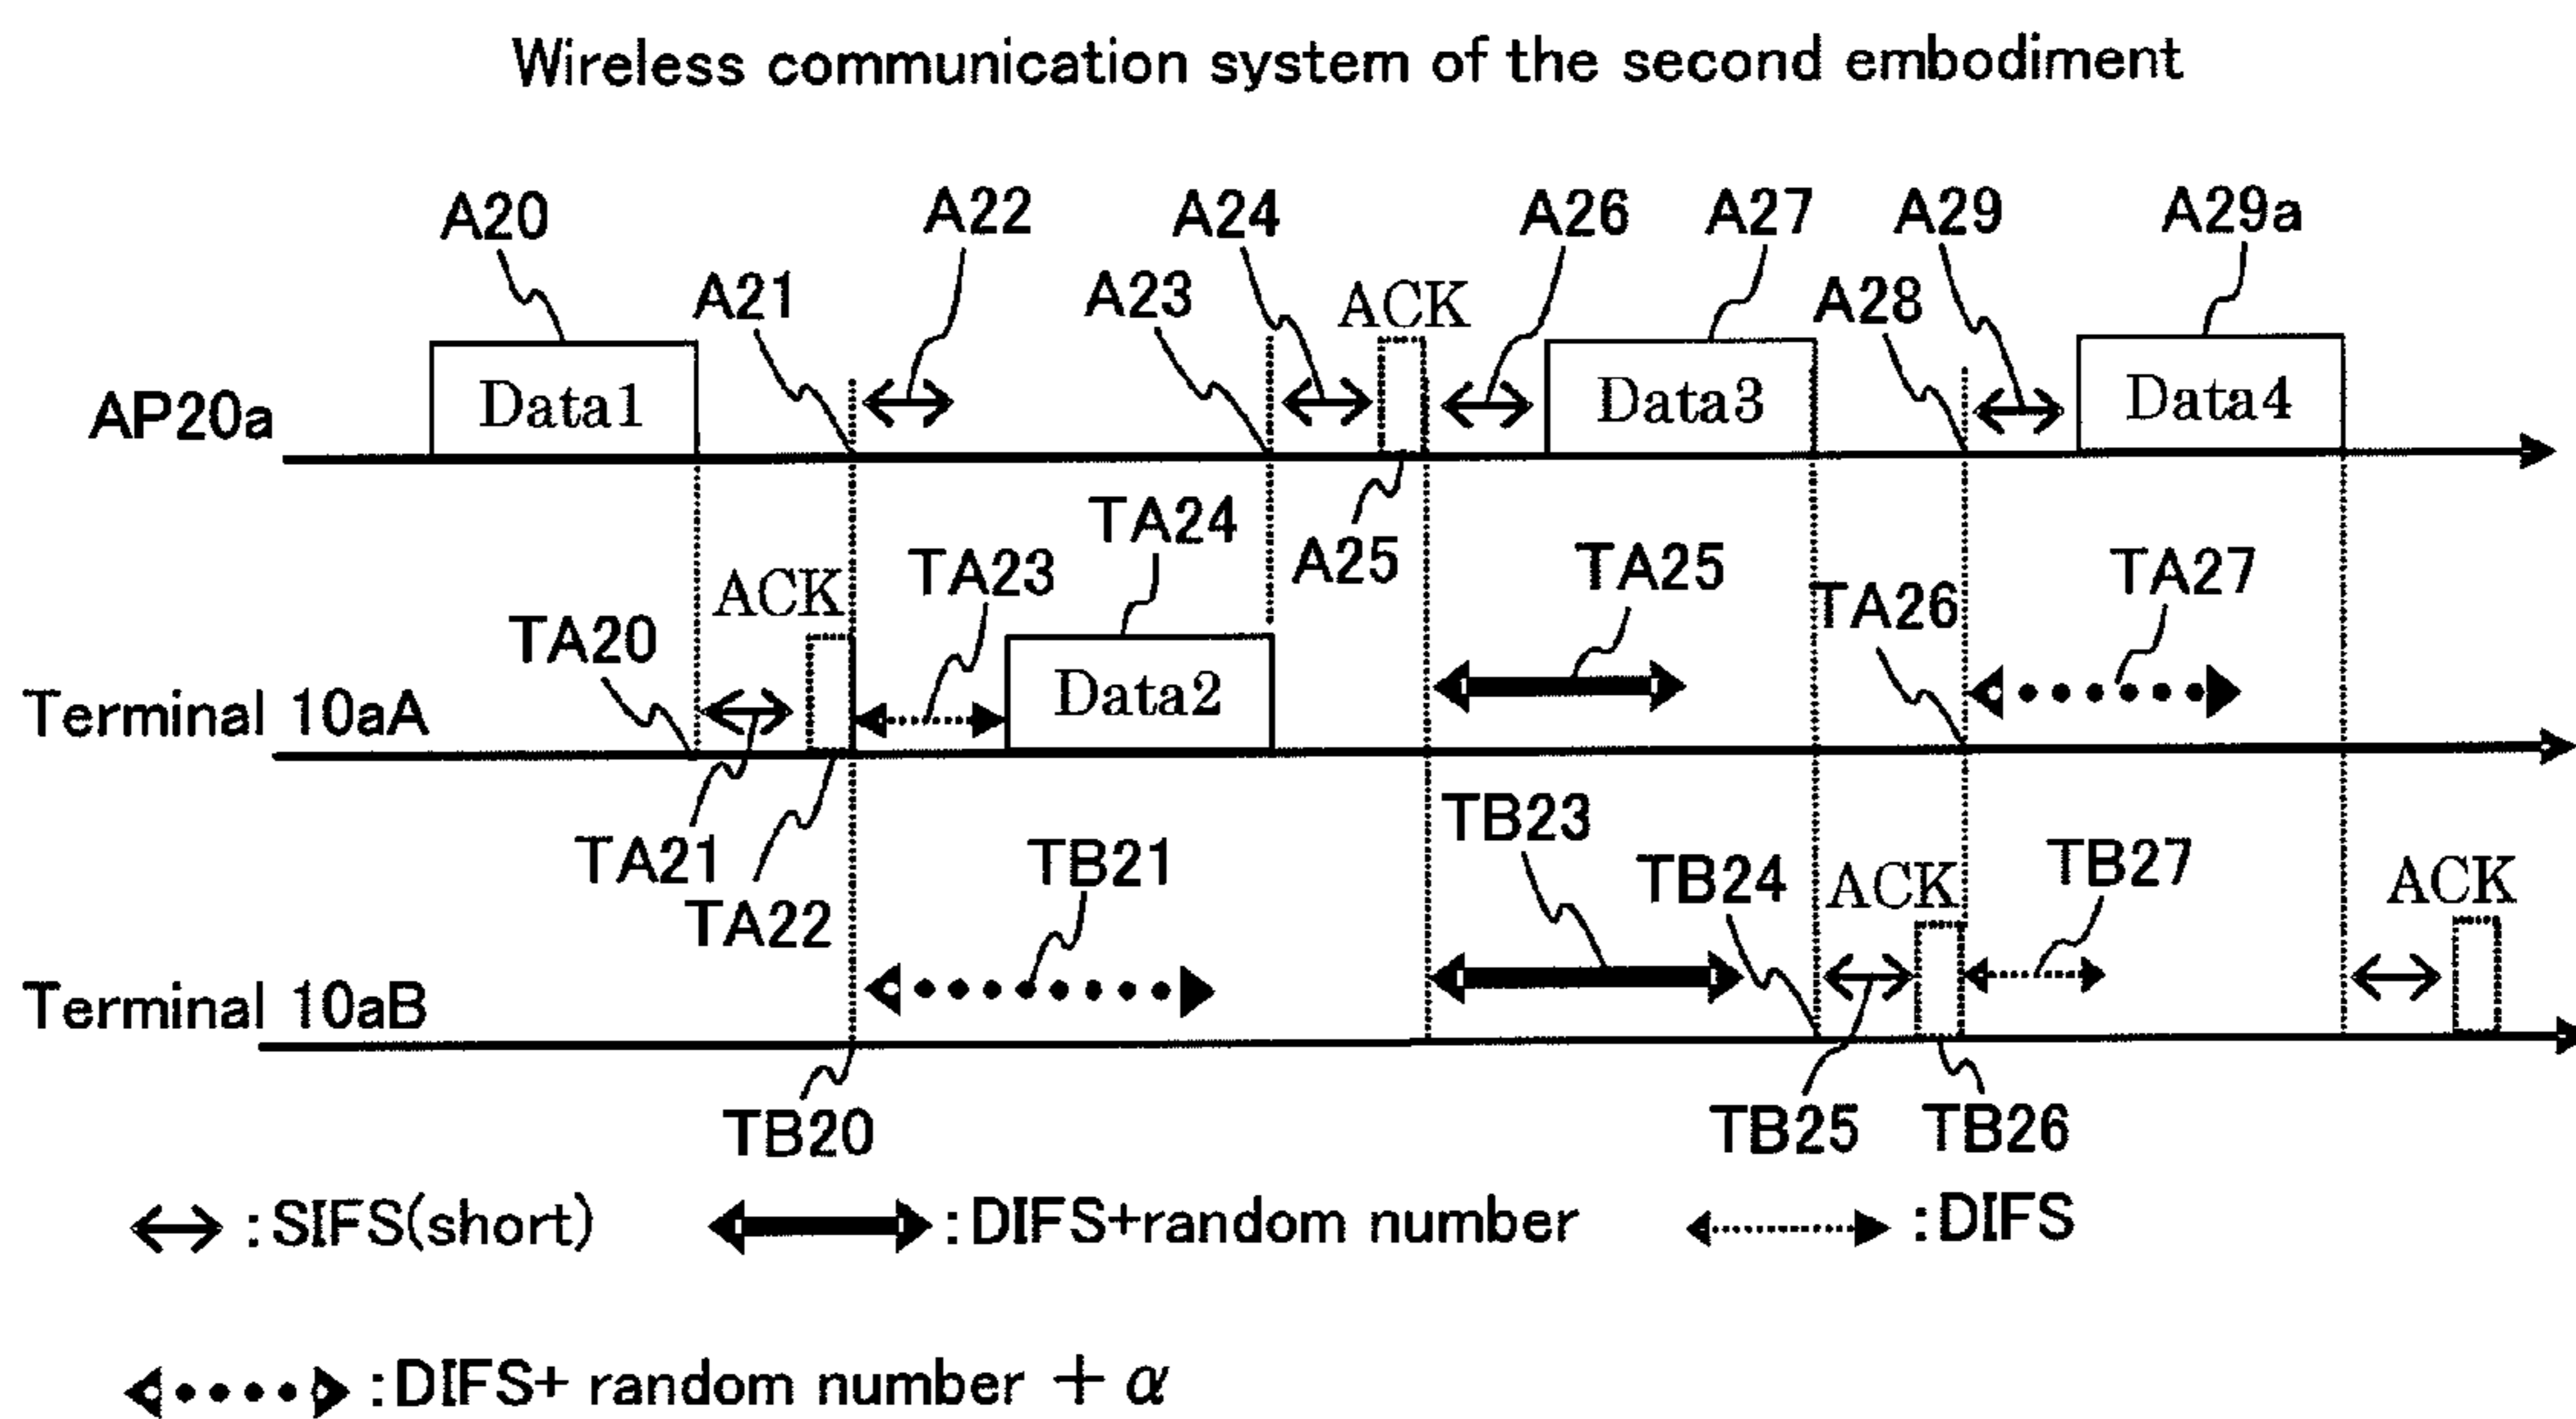 Wireless communication system of the second embodiment
A20 A22 A24 A26 A27 A29 A29a
A21 A23 ACK A28
AP20a Data1 Data3 Data4
TA24
A25 TA25 TA27
ACK TA23 TA26
TA20
Terminal 10aA Data2
TB23
TA21 TB21 TB24 ACK TB27 ACK
TA22
Terminal 10aB
TB20 TB25 TB26
:SIFS(short) :DIFS+random number :DIFS
:DIFS+ random number + α